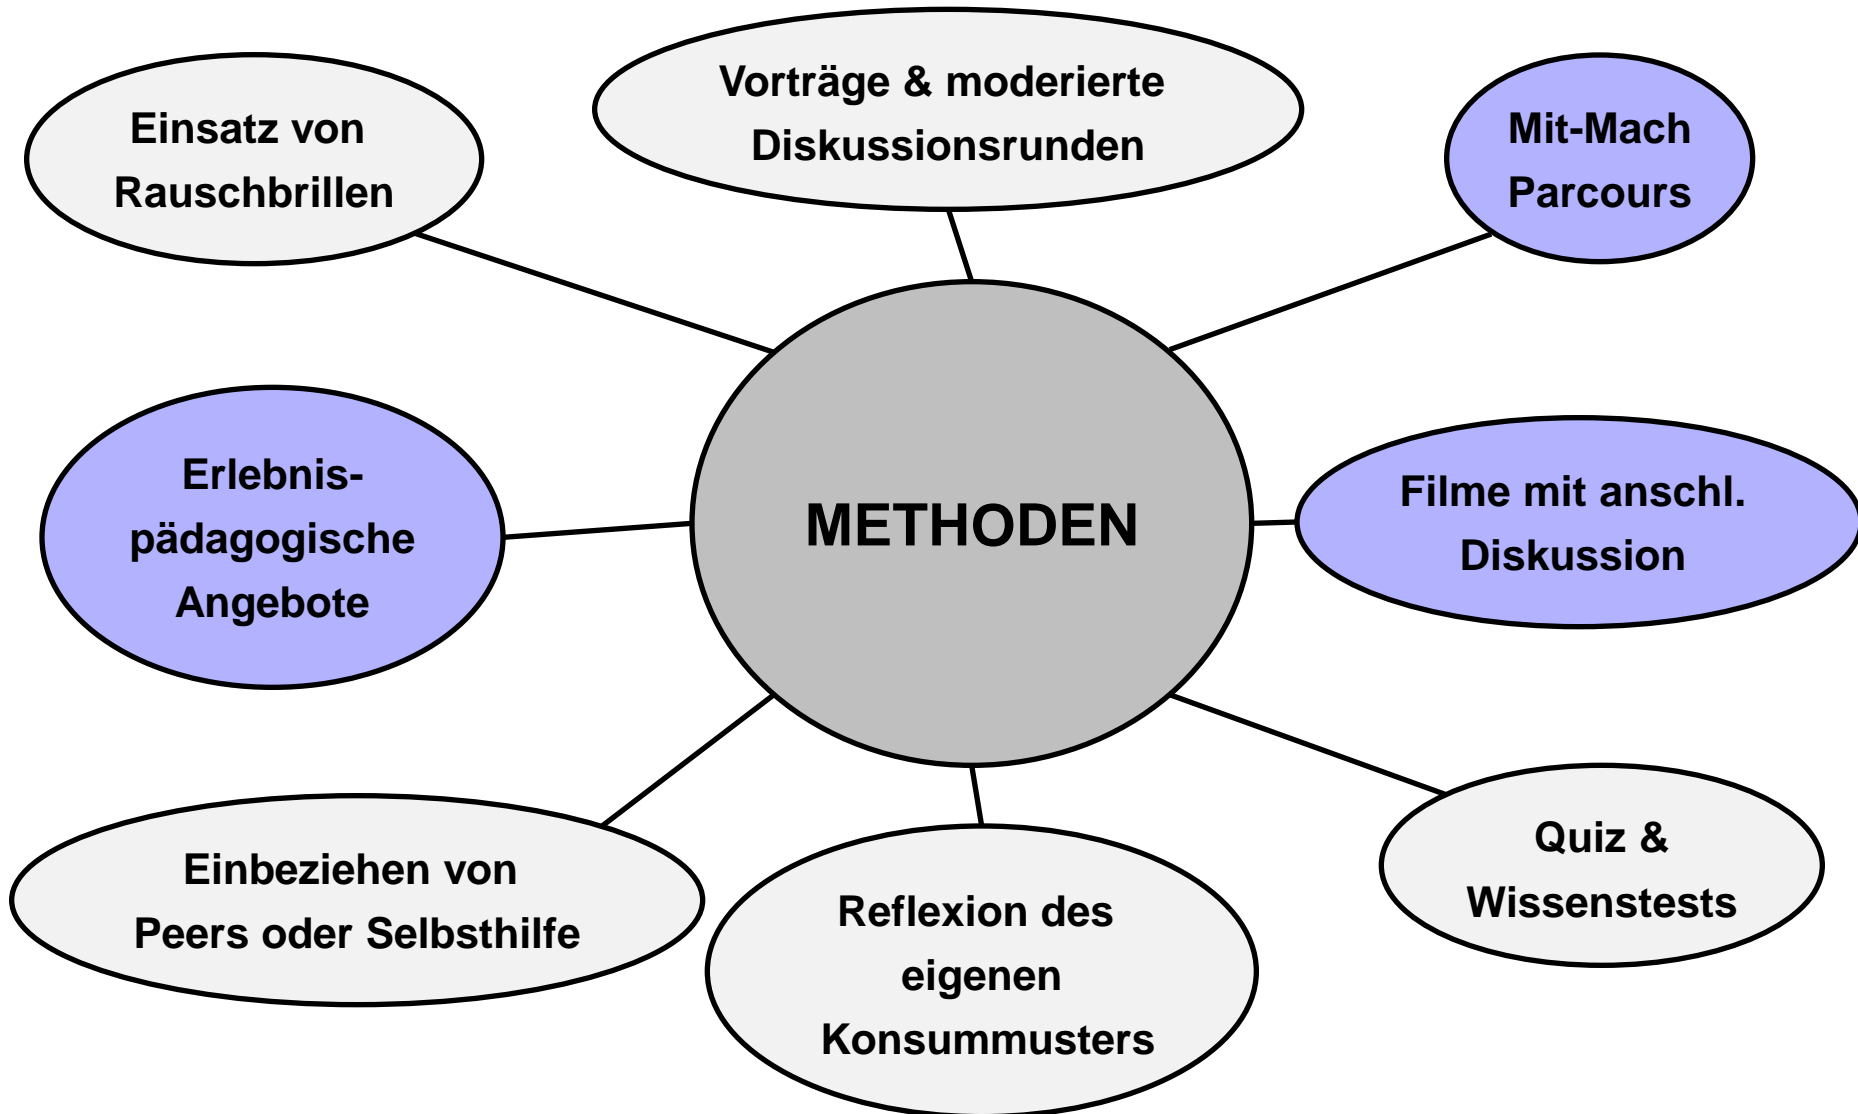 Einsatz von
Rauschbrillen
Vorträge & moderierte
Diskussionsrunden
Mit-Mach
Parcours
Erlebnis-
pädagogische
Angebote
METHODEN
Filme mit anschl.
Diskussion
Einbeziehen von
Peers oder Selbsthilfe
Reflexion des
eigenen
Konsummusters
Quiz &
Wissenstests